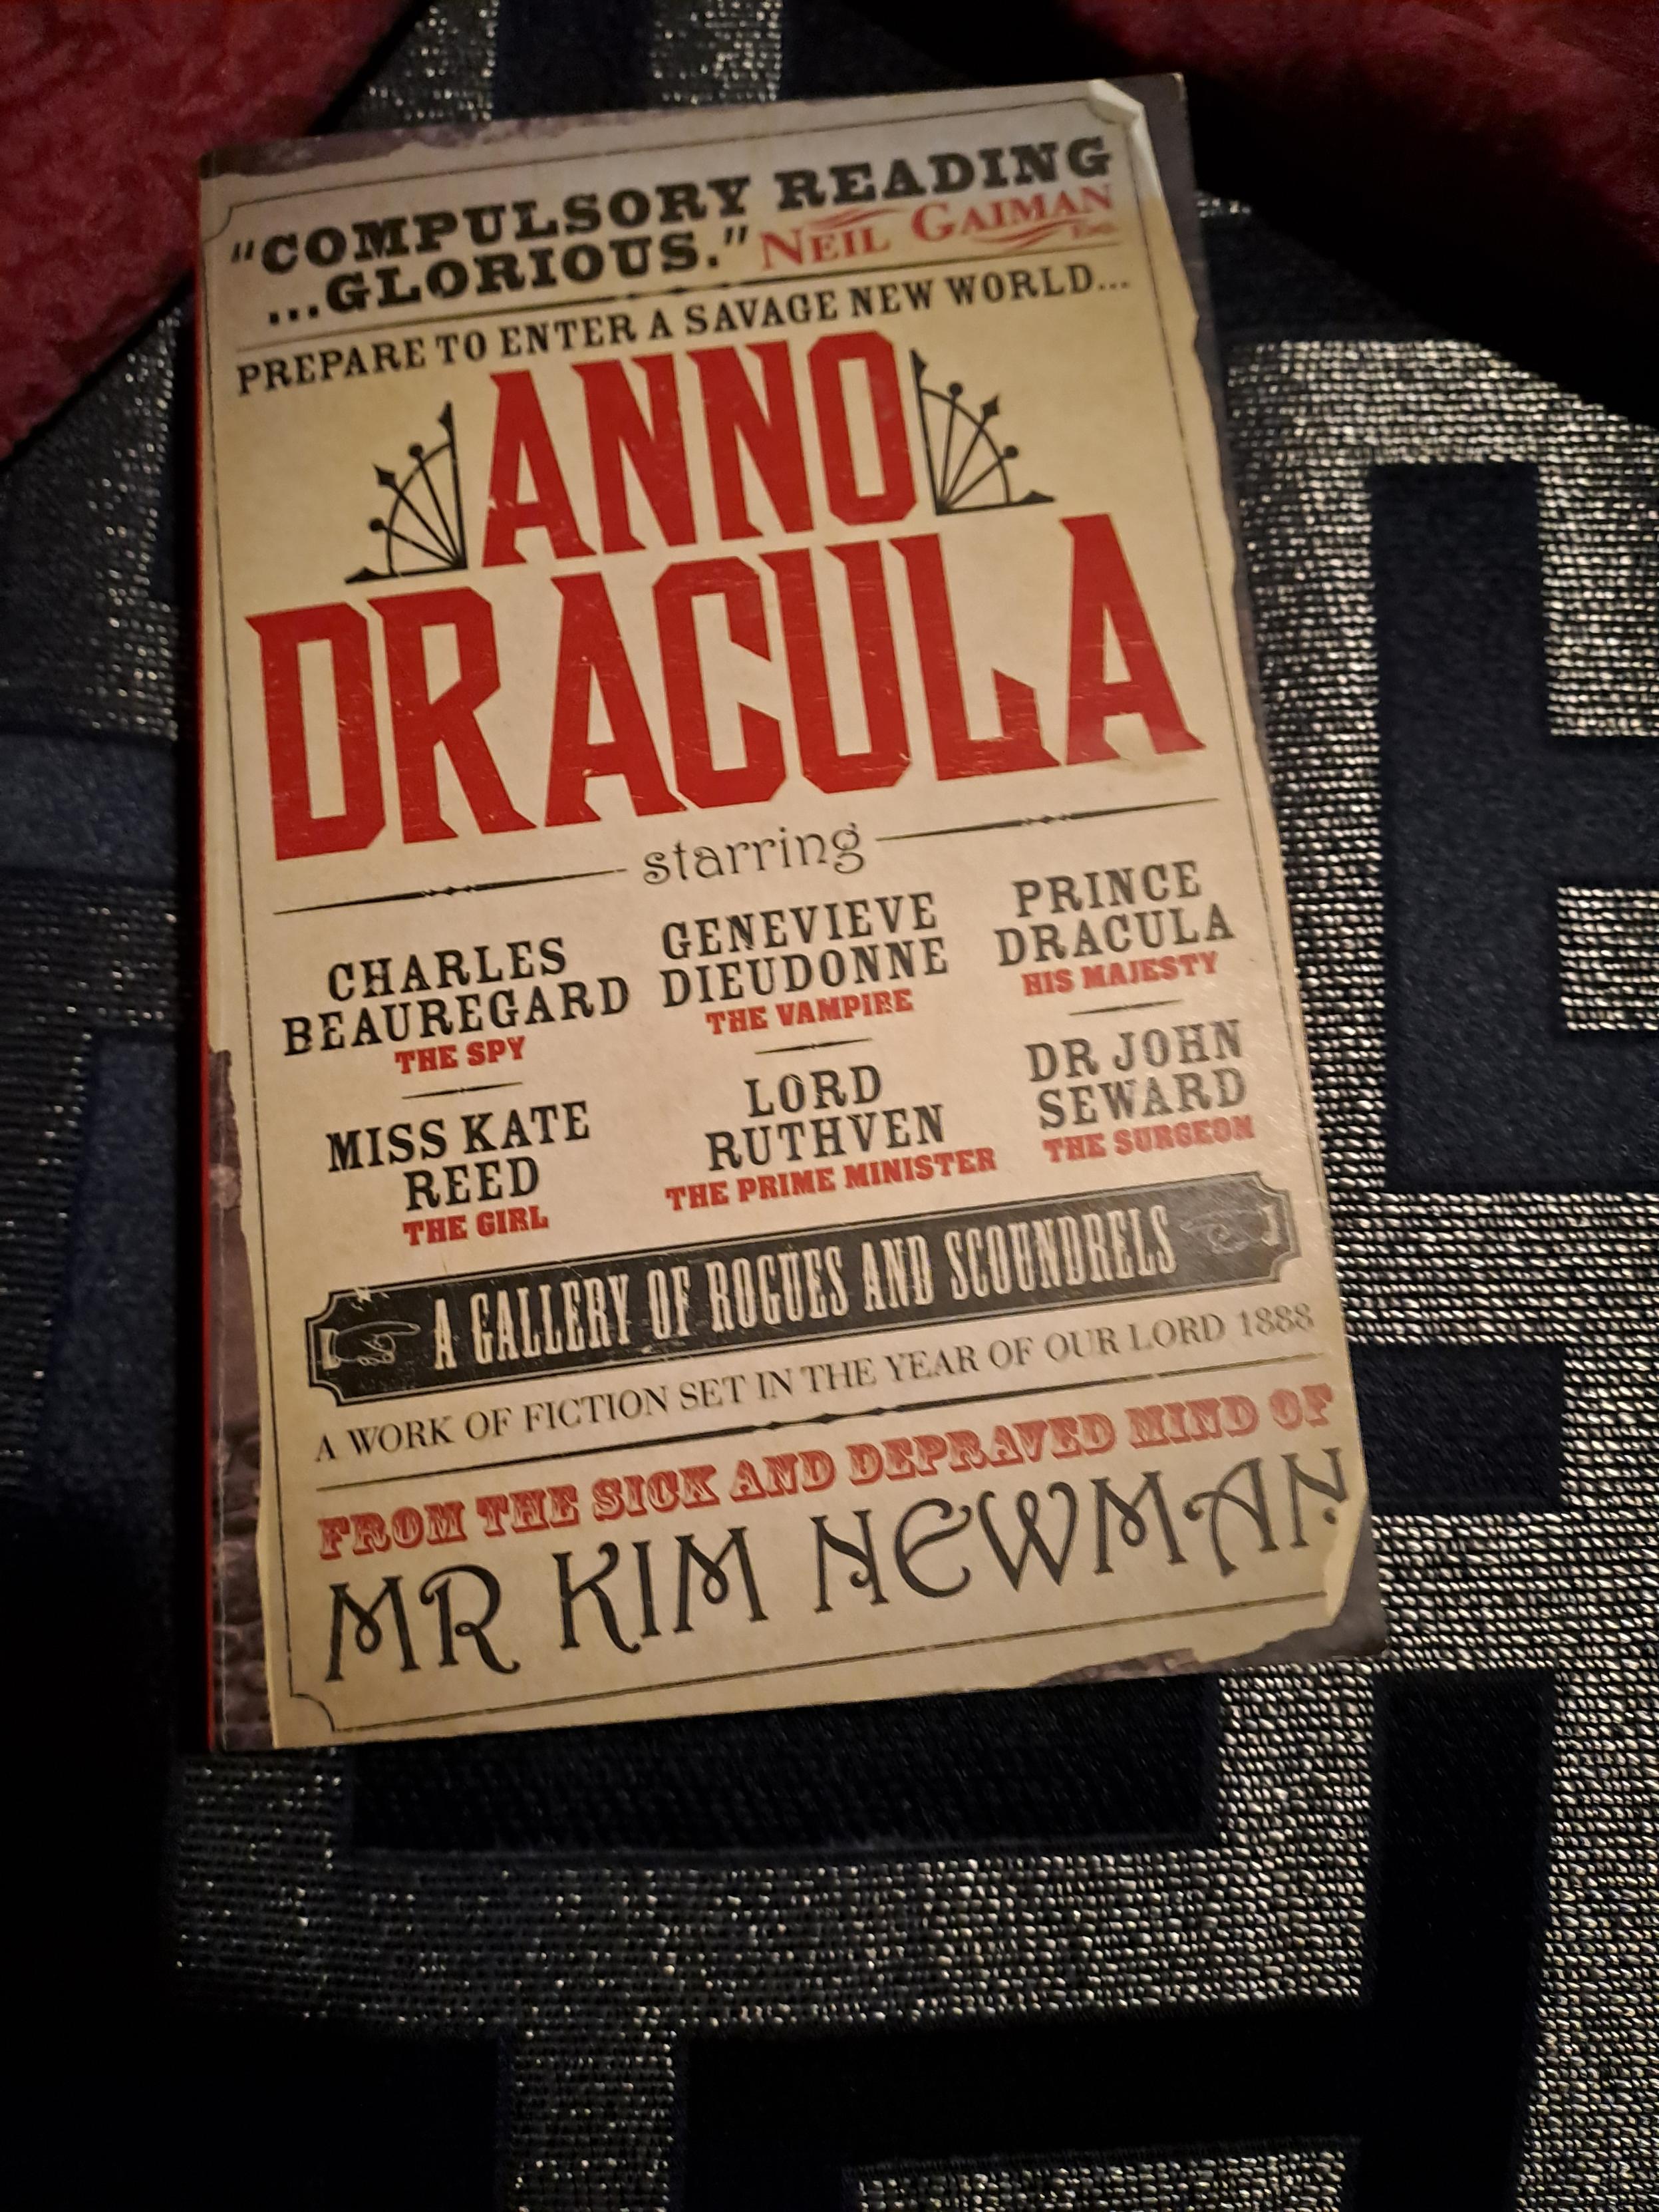 "COMPULSORY READING
...GLORIOUS." NEIL GAIMAN Esq.
PREPARE TO ENTER A SAVAGE NEW WORLD...
ANNO
DRACULA
starring
CHARLES
BEAUREGARD
THE SPY
GENEVIEVE
DIEUDONNE
THE VAMPIRE
PRINCE
DRACULA
HIS MAJESTY
MISS KATE
REED
THE GIRL
LORD
RUTHVEN
THE PRIME MINISTER
DR JOHN
SEWARD
THE SURGEON
A GALLERY OF ROGUES AND SCOUNDRELS
A WORK OF FICTION SET IN THE YEAR OF OUR LORD 1888
FROM THE SICK AND DEPRAVED MIND OF
MR KIM NEWMAN